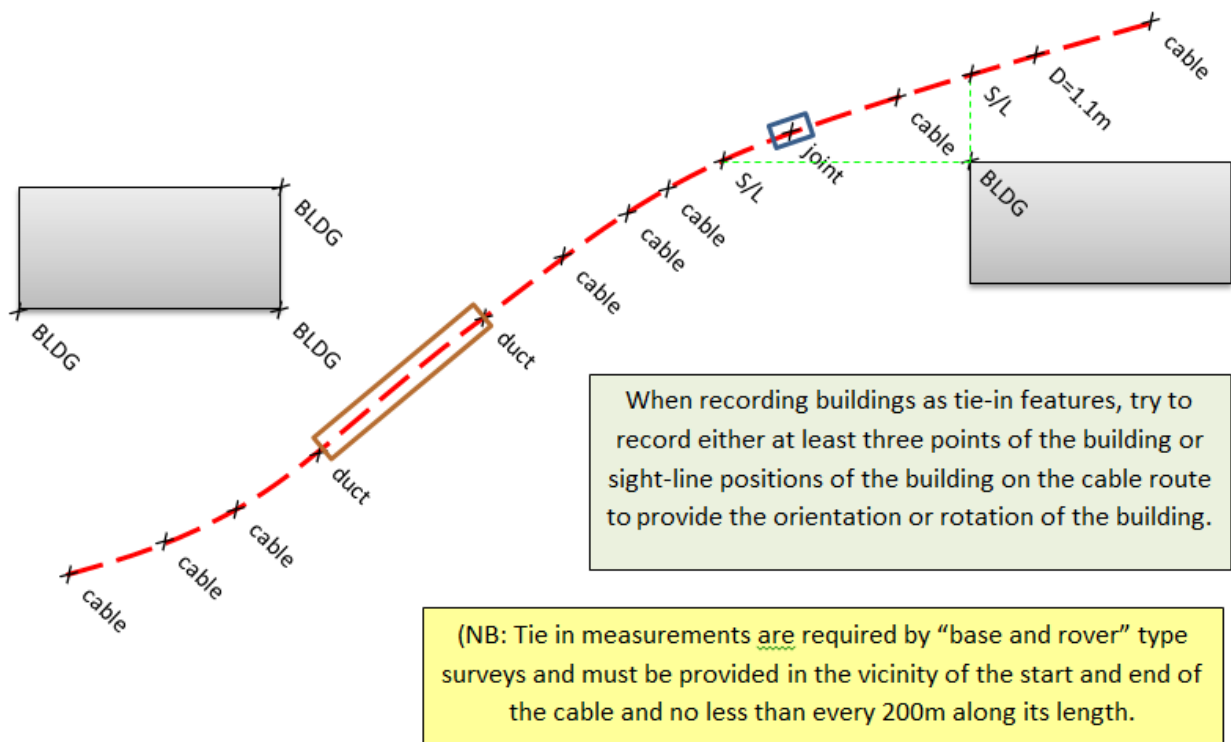 cable
D=1.1m
S/L
cable
joint
S/L
BLDG
cable
cable
cable
BLDG
BLDG
BLDG
duct
duct
cable
cable
cable
When recording buildings as tie-in features, try to
record either at least three points of the building or
sight-line positions of the building on the cable route
to provide the orientation or rotation of the building.
(NB: Tie in measurements are required by “base and rover” type
surveys and must be provided in the vicinity of the start and end of
the cable and no less than every 200m along its length.